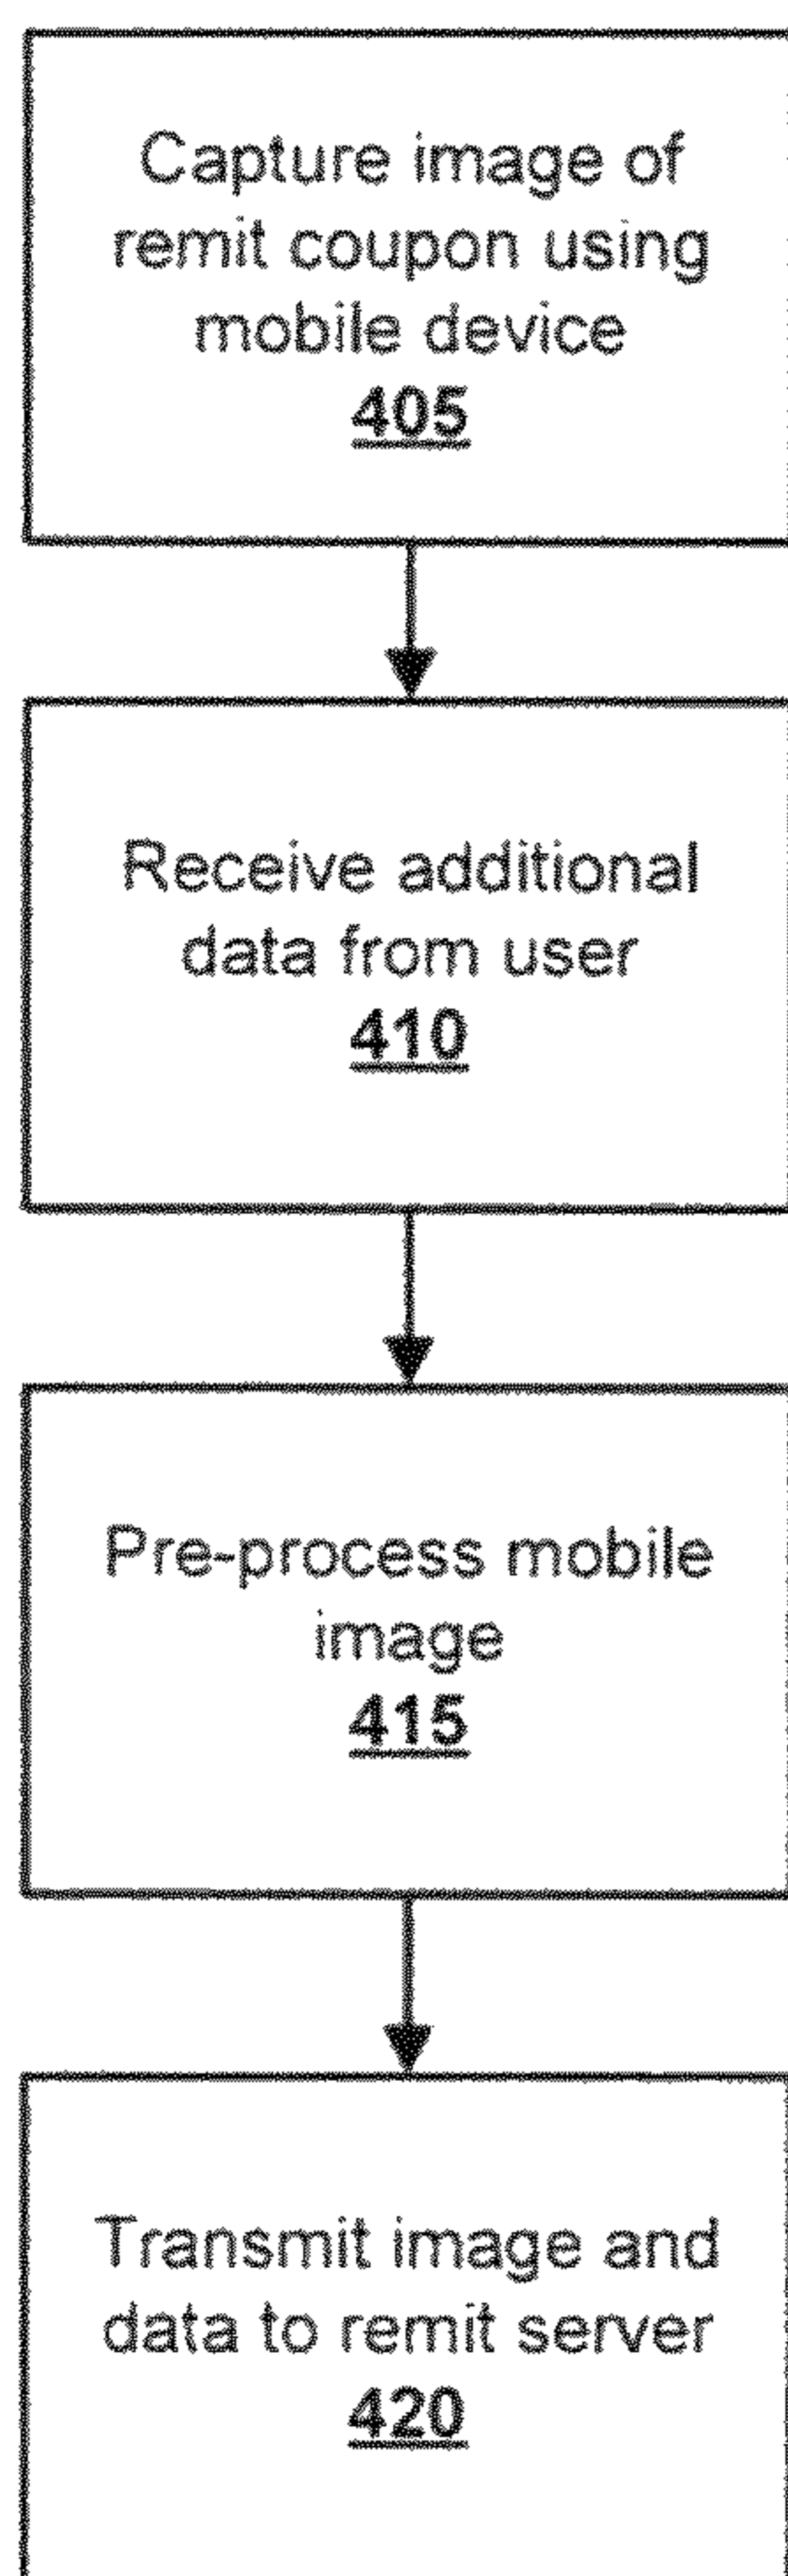 Capture image of
remit coupon using
mobile device
405
Receive additional
data from user
410
Pre-process mobile
image
415
Transmit image and
data to remit server
420